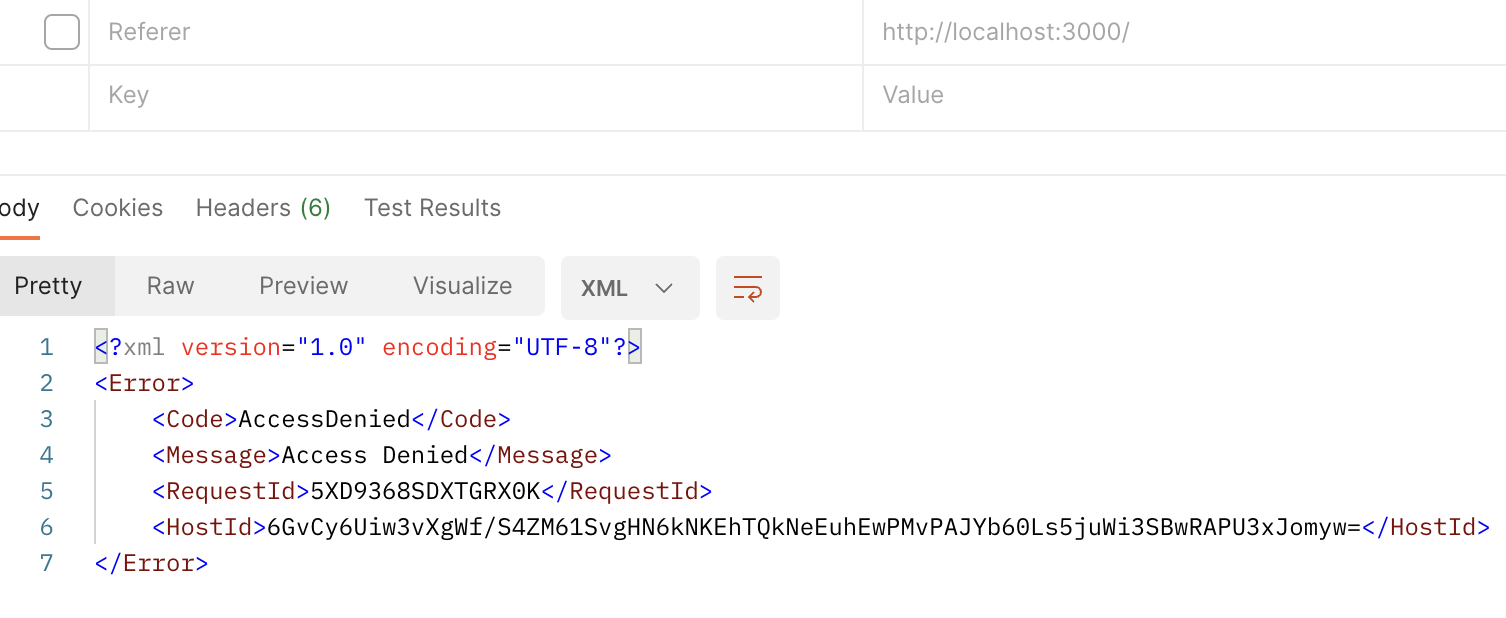 Referer http://localhost:3000/
Key Value
ody Cookies Headers (6) Test Results
Pretty Raw Preview Visualize XML
1 <?xml version="1.0" encoding="UTF-8"?>
2 <Error>
3 <Code>AccessDenied</Code>
4 <Message>Access Denied</Message>
5 <RequestId>5XD9368SDXTGRX0K</RequestId>
6 <HostId>6GvCy6Uiw3vXgWf/S4ZM61SvgHN6kNKEhTQkNeEuhEwPMvPAJYb60Ls5juWi3SBwRAPU3xJomyw=</HostId>
7 </Error>